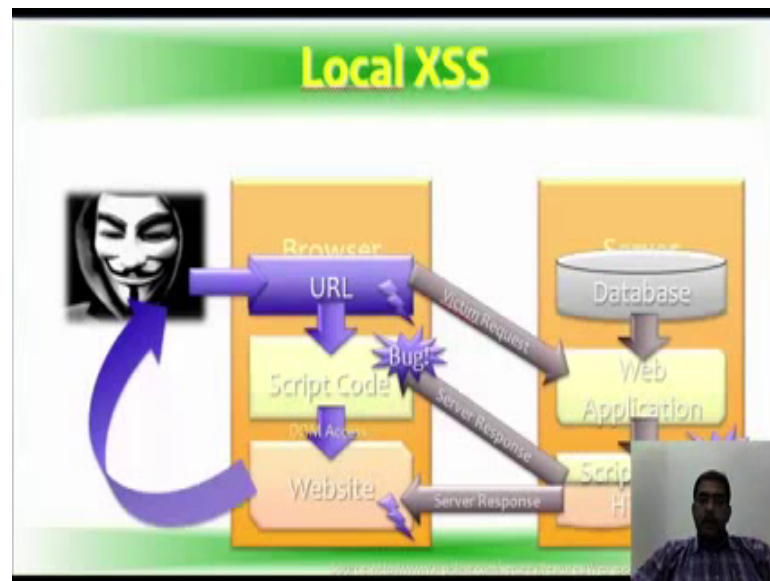 Local XSS
Browser
Server
URL
Database
Victim Request
Bug!
Script Code
Web
Application
Server Response
DOM Access
Website
Server Response